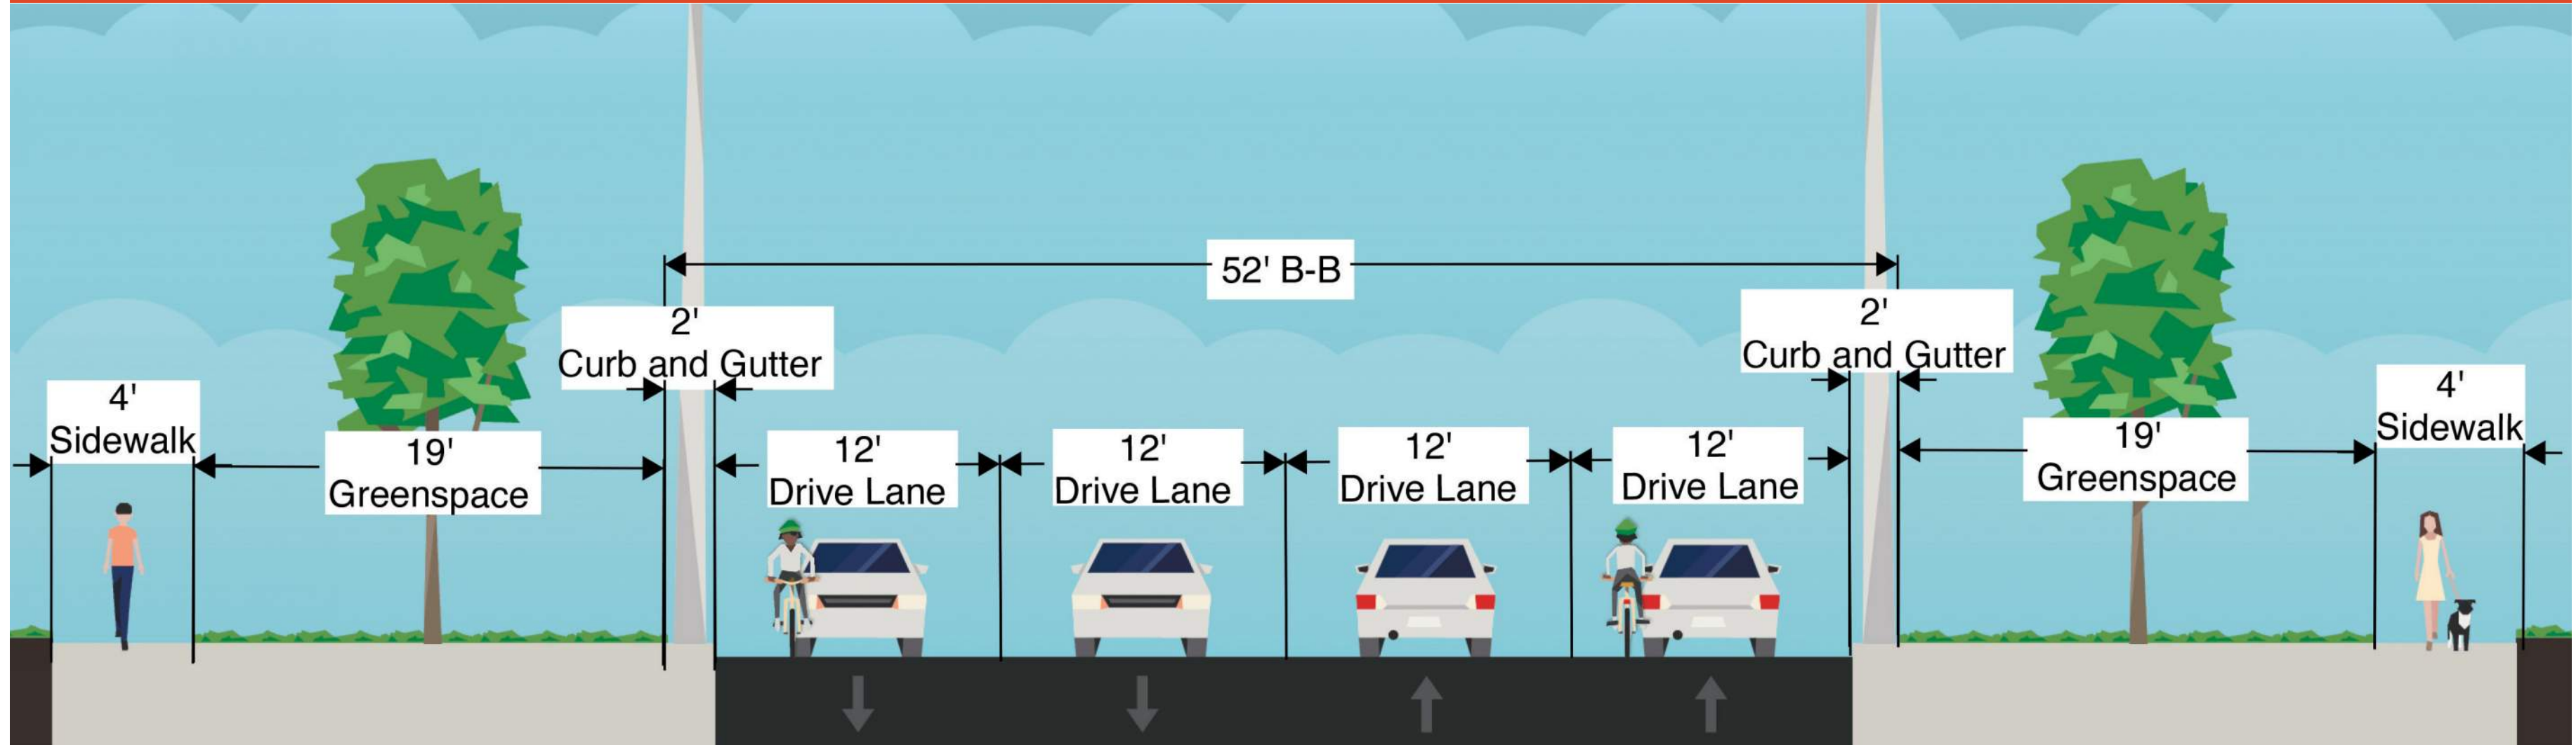 52' B-B
2'
Curb and Gutter
2'
Curb and Gutter
4'
Sidewalk
19'
Greenspace
12'
Drive Lane
12'
Drive Lane
12'
Drive Lane
12'
Drive Lane
19'
Greenspace
4'
Sidewalk